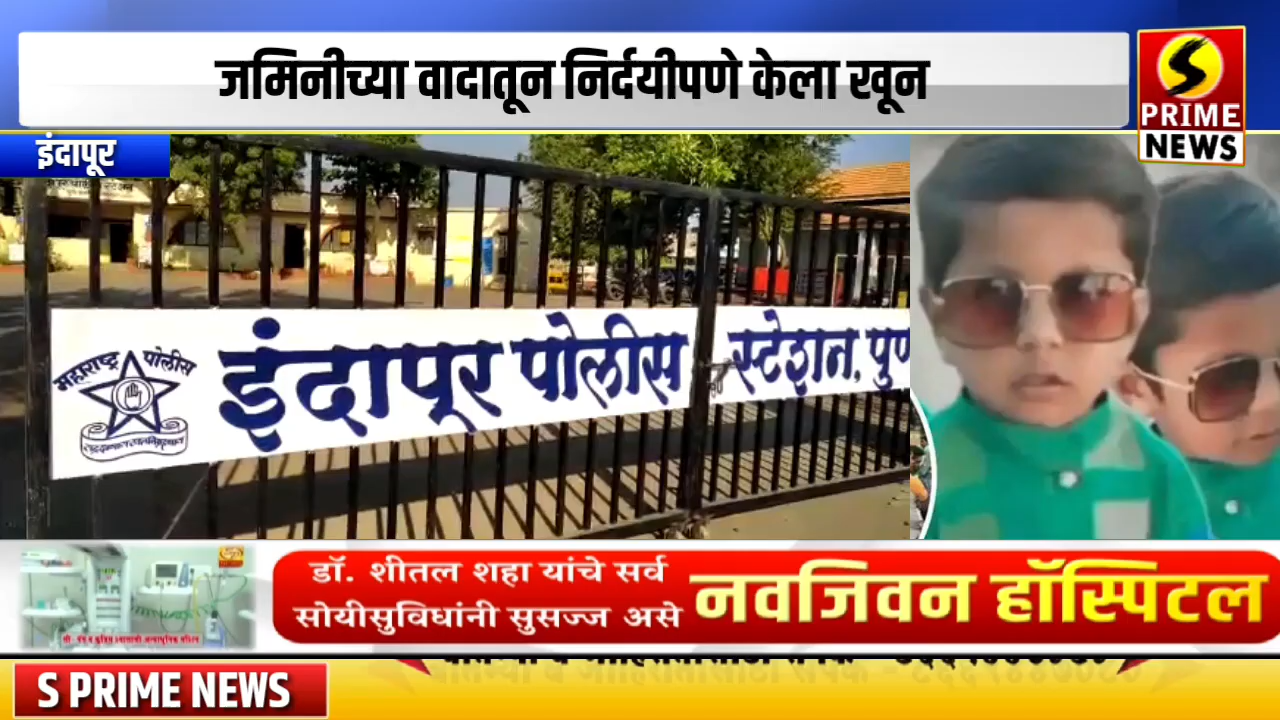 जमिनीच्या वादातून निर्दयीपणे केला खून
S
PRIME
NEWS
इंदापूर
महाराष्ट्र पोलीस
इंदापूर पोलीस स्टेशन, पुण
डॉ. शीतल शहा यांचे सर्व
सोयीसुविधांनी सुसज्ज असे
नवजिवन हॉस्पिटल
S PRIME NEWS